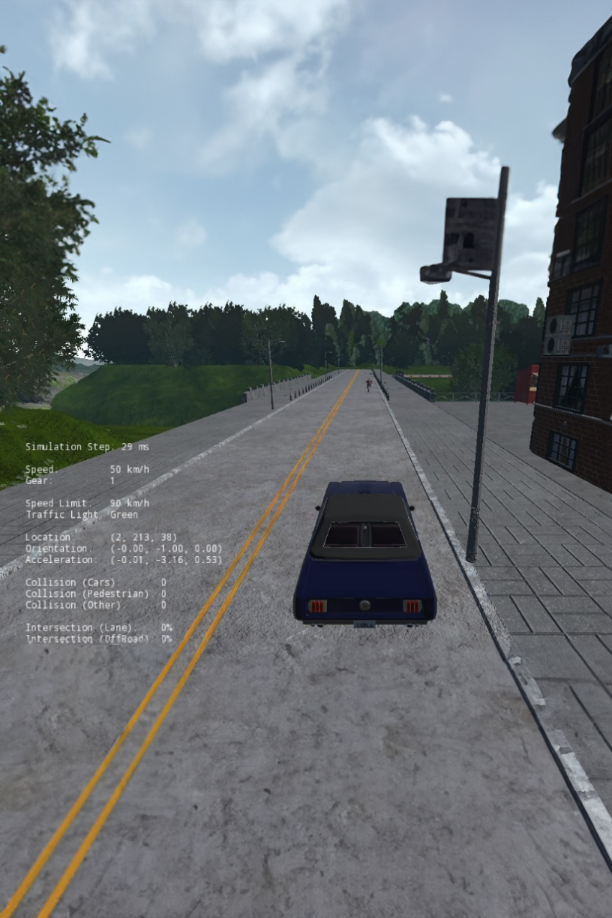 Simulation Step: 29 ms
Speed: 50 km/h
Gear: 1
Speed Limit: 90 km/h
Traffic Light: Green
Location (2, 213, 38)
Orientation (-0.00, -1.00, 0.00)
Acceleration: (-0.01, -3.16, 0.53)
Collision (Cars) 0
Collision (Pedestrian) 0
Collision (Other) 0
Intersection (Lane): 0%
Intersection (OffRoad) 0%